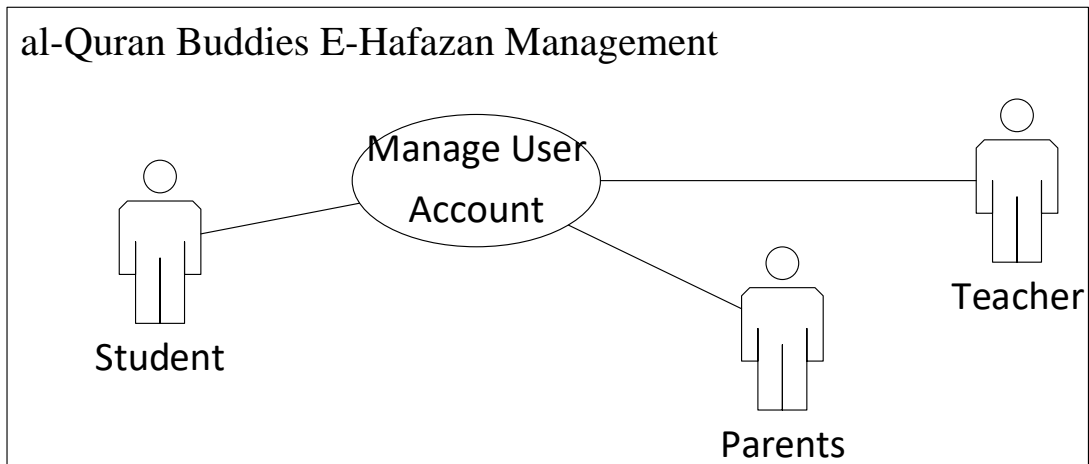 al-Quran Buddies E-Hafazan Management
Manage User
Account
Student
Teacher
Parents